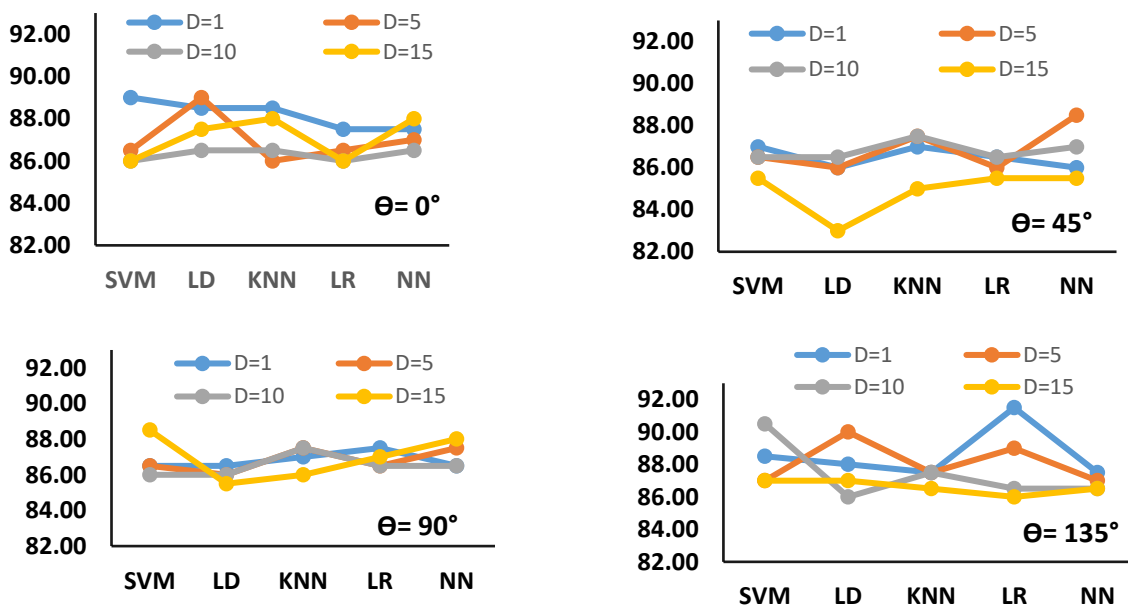 92.00
90.00
88.00
86.00
84.00
82.00
D=1 D=5
D=10 D=15
ϴ= 0°
SVM LD KNN LR NN
92.00
90.00
88.00
86.00
84.00
82.00
D=1 D=5
D=10 D=15
ϴ= 45°
SVM LD KNN LR NN
92.00
90.00
88.00
86.00
84.00
82.00
D=1 D=5
D=10 D=15
ϴ= 90°
SVM LD KNN LR NN
92.00
90.00
88.00
86.00
84.00
82.00
D=1 D=5
D=10 D=15
ϴ= 135°
SVM LD KNN LR NN